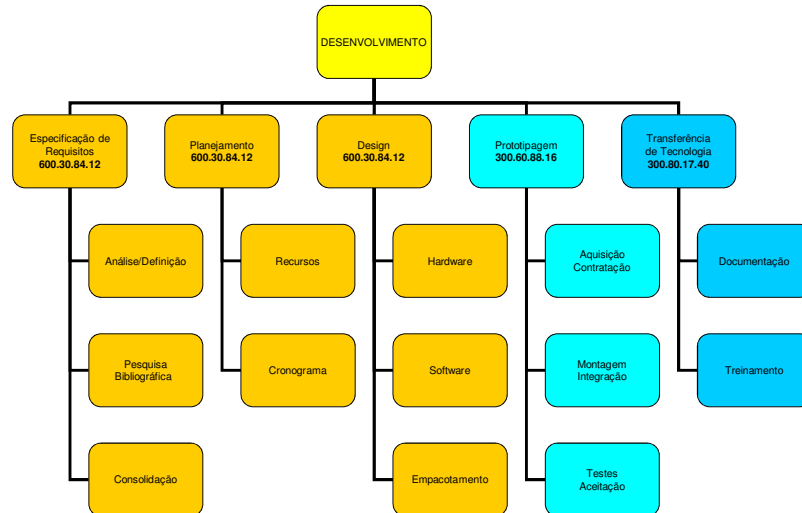 DESENVOLVIMENTO
Especificação de
Requisitos
600.30.84.12
Planejamento
600.30.84.12
Design
600.30.84.12
Prototipagem
300.60.88.16
Transferência
de Tecnologia
300.80.17.40
Análise/Definição
Recursos
Hardware
Aquisição
Contratação
Documentação
Pesquisa
Bibliográfica
Cronograma
Software
Montagem
Integração
Treinamento
Consolidação
Empacotamento
Testes
Aceitação